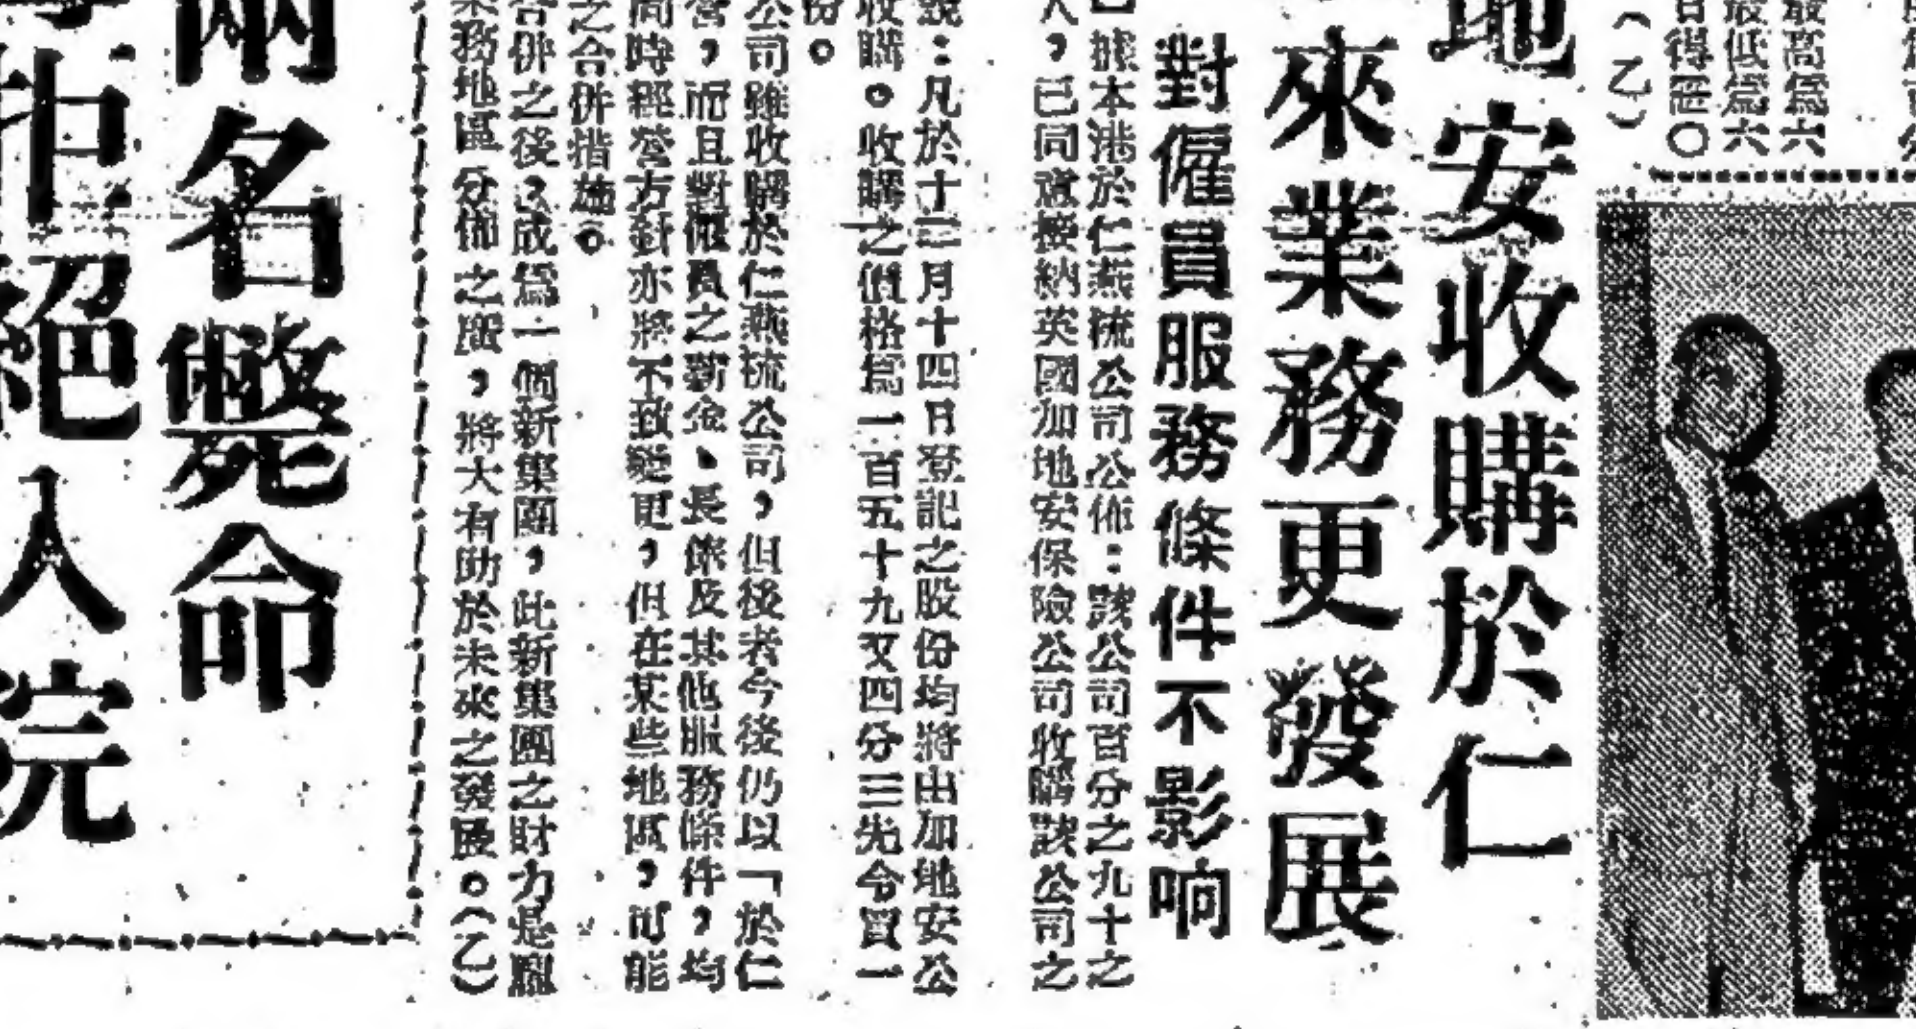 最高爲六
最低爲六
得區〇
（乙）
地安收購於仁
來業務更發展
對僱員服務條件不影响
據本港於仁燕梳公司公佈：該公司百分之九十之
人，已同意接納英國加地安保險公司收購該公司之
說：凡於十二月十四日登記之股份均將由加地安公
收購。收購之價格爲一百五十九又四分三先令買一
份。
公司雖收購於仁燕梳公司，但後者今後仍以「於仁
營，而且對僱員之薪金、長俸及其他服務條件，均
同時經營方針亦將不致變更，但在某些地區，可能
之合併措施。
合併之後，成爲一個新集團，此新集團之財力是
業務地區分佈之廣，將大有助於未來之發展。（乙）
兩名斃命
中絕入院